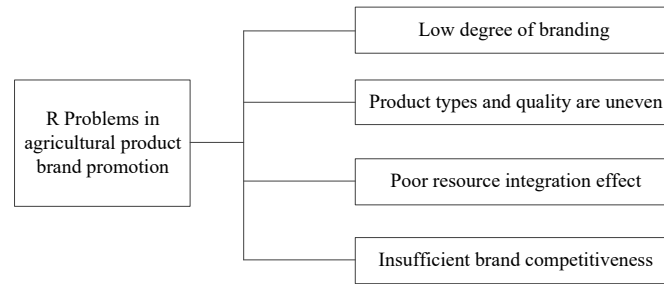 R Problems in
agricultural product
brand promotion
Low degree of branding
Product types and quality are uneven
Poor resource integration effect
Insufficient brand competitiveness